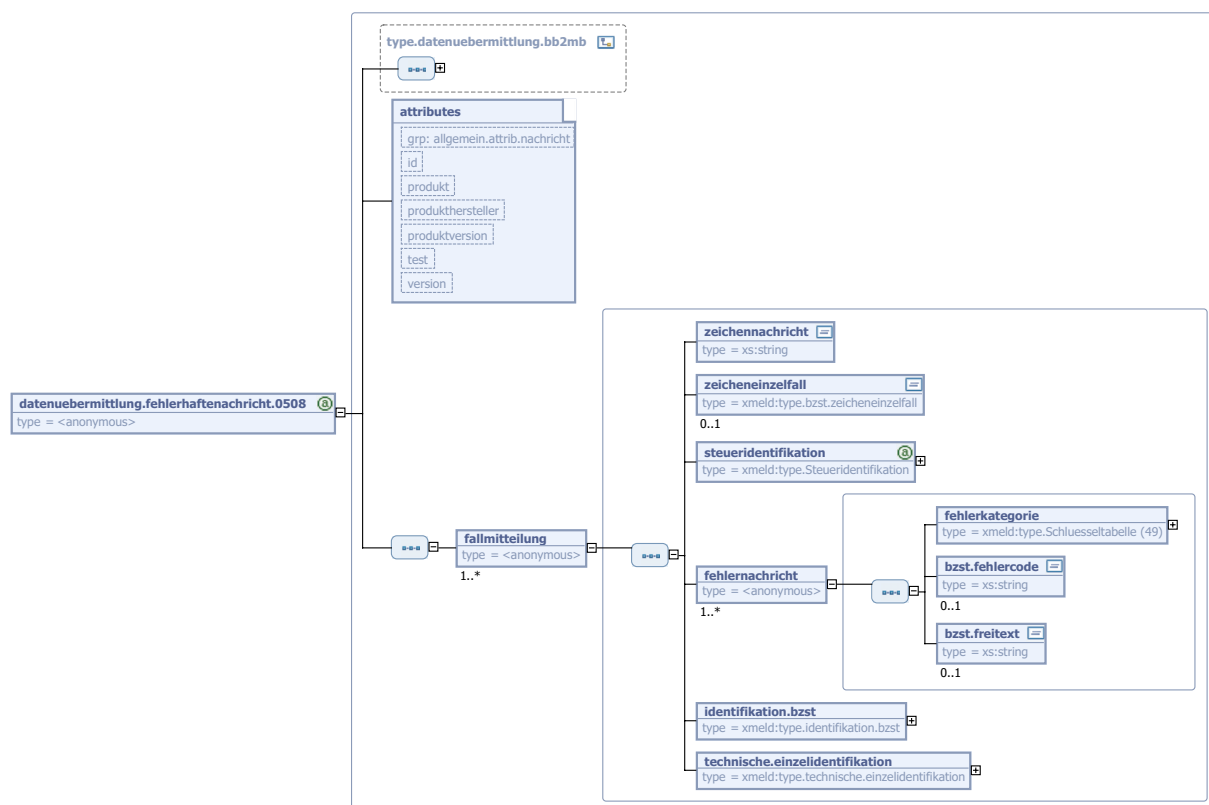 type.datenuebermittlung.bb2mb
attributes
grp: allgemein.attrib.nachricht
id
produkt
produkthersteller
produktversion
test
version
datenuebermittlung.fehlerhaftenachricht.0508
type = <anonymous>
fallmitteilung
type = <anonymous>
1..*
zeichennachricht
type = xs:string
zeicheneinzelfall
type = xmeld:type.bzst.zeicheneinzelfall
0..1
steueridentifikation
type = xmeld:type.Steueridentifikation
fehlernachricht
type = <anonymous>
1..*
fehlerkategorie
type = xmeld:type.Schluesseltabelle (49)
bzst.fehlercode
type = xs:string
0..1
bzst.freitext
type = xs:string
0..1
identifikation.bzst
type = xmeld:type.identifikation.bzst
technische.einzelidentifikation
type = xmeld:type.technische.einzelidentifikation